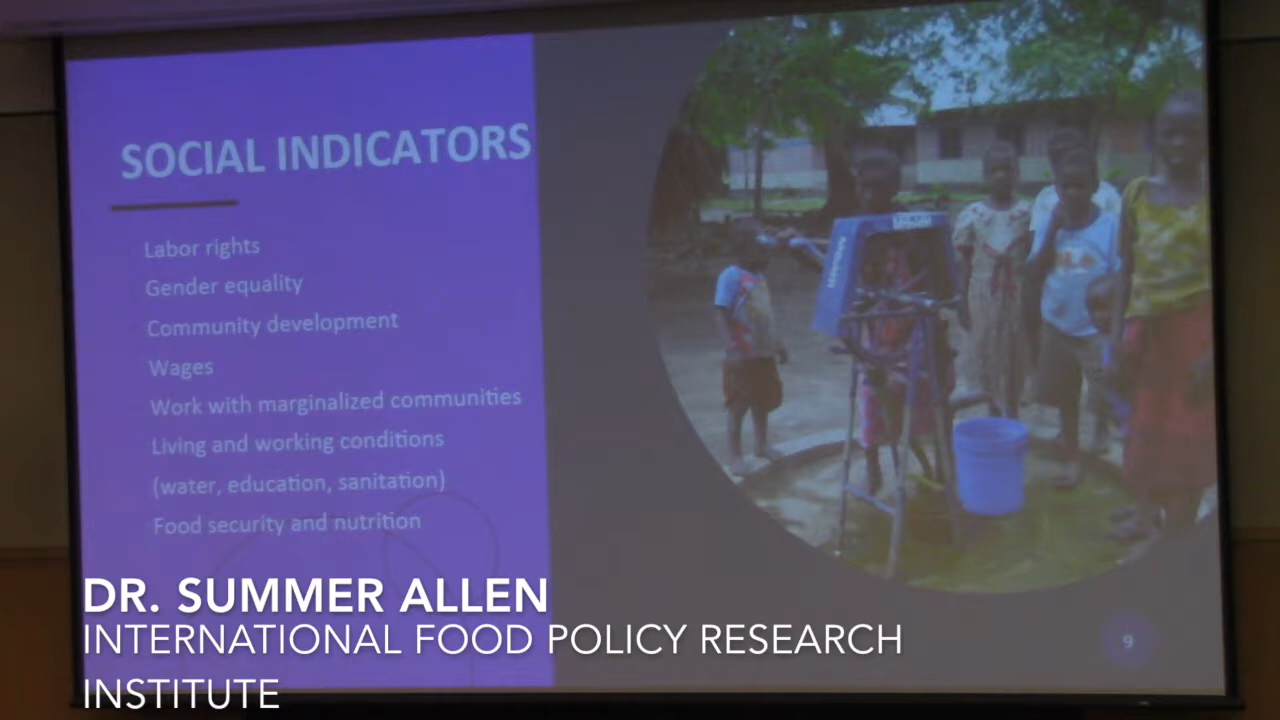 SOCIAL INDICATORS
Labor rights
Gender equality
Community development
Wages
Work with marginalized communities
Living and working conditions
(water, education, sanitation)
Food security and nutrition
9
DR. SUMMER ALLEN
INTERNATIONAL FOOD POLICY RESEARCH
INSTITUTE